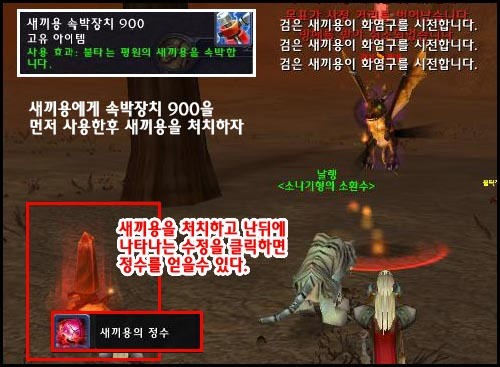 새끼용 속박장치 900
고유 아이템
사용 효과: 불타는 평원의 새끼용을 속박합
니다.
검은 새끼용이 화염구를 시전합니다.
검은 새끼용이 화염구를 시전합니다.
검은 새끼용이 화염구를 시전합니다.
새끼용에게 속박장치 900을
먼저 사용한후 새끼용을 처치하자
날랭
<소나기형의 소환수>
새끼용을 처치하고 난뒤에
나타나는 수정을 클릭하면
정수를 얻을수 있다.
새끼용의 정수